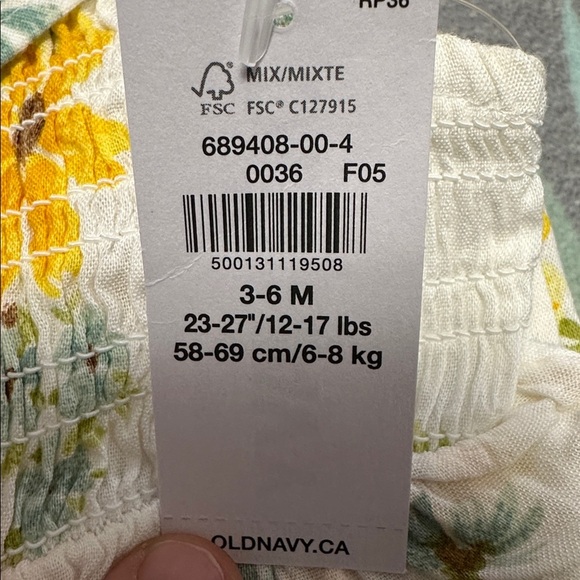 RP36
MIX/MIXTE
FSC FSC® C127915
689408-00-4
0036 F05
500131119508
3-6 M
23-27"/12-17 lbs
58-69 cm/6-8 kg
OLDNAVY.CA